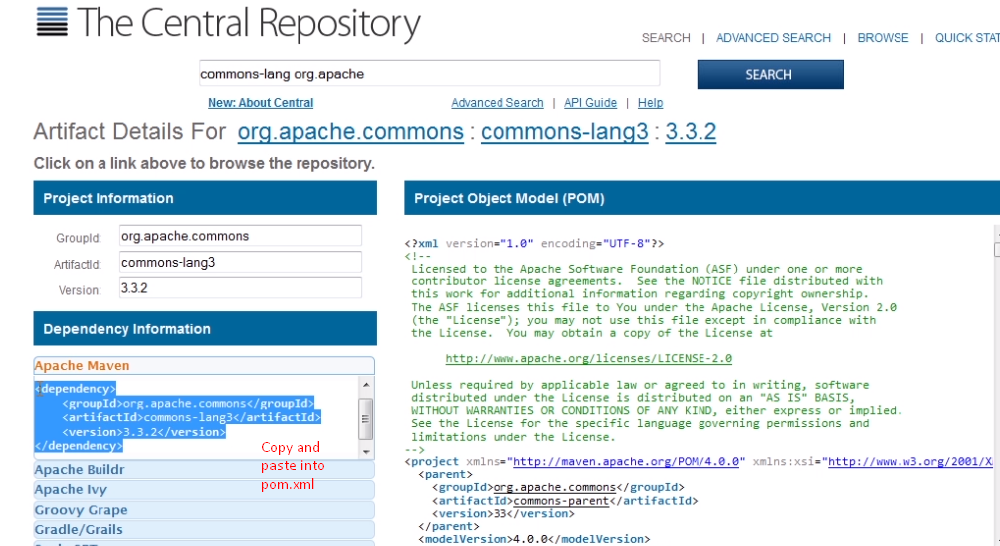 The Central Repository
SEARCH | ADVANCED SEARCH | BROWSE | QUICK STAT
commons-lang org.apache
SEARCH
New: About Central
Advanced Search | API Guide | Help
Artifact Details For org.apache.commons : commons-lang3 : 3.3.2
Click on a link above to browse the repository.
Project Information
GroupId: org.apache.commons
ArtifactId: commons-lang3
Version: 3.3.2
Dependency Information
Apache Maven
<dependency>
<groupId>org.apache.commons</groupId>
<artifactId>commons-lang3</artifactId>
<version>3.3.2</version>
</dependency>
Copy and
paste into
pom.xml
Apache Buildr
Apache Ivy
Groovy Grape
Gradle/Grails
Project Object Model (POM)
<?xml version="1.0" encoding="UTF-8"?>
<!--
Licensed to the Apache Software Foundation (ASF) under one or more
contributor license agreements.  See the NOTICE file distributed with
this work for additional information regarding copyright ownership.
The ASF licenses this file to You under the Apache License, Version 2.0
(the "License"); you may not use this file except in compliance with
the License.  You may obtain a copy of the License at
http://www.apache.org/licenses/LICENSE-2.0
Unless required by applicable law or agreed to in writing, software
distributed under the License is distributed on an "AS IS" BASIS,
WITHOUT WARRANTIES OR CONDITIONS OF ANY KIND, either express or implied.
See the License for the specific language governing permissions and
limitations under the License.
-->
<project xmlns="http://maven.apache.org/POM/4.0.0" xmlns:xsi="http://www.w3.org/2001/X
<parent>
<groupId>org.apache.commons</groupId>
<artifactId>commons-parent</artifactId>
<version>33</version>
</parent>
<modelVersion>4.0.0</modelVersion>